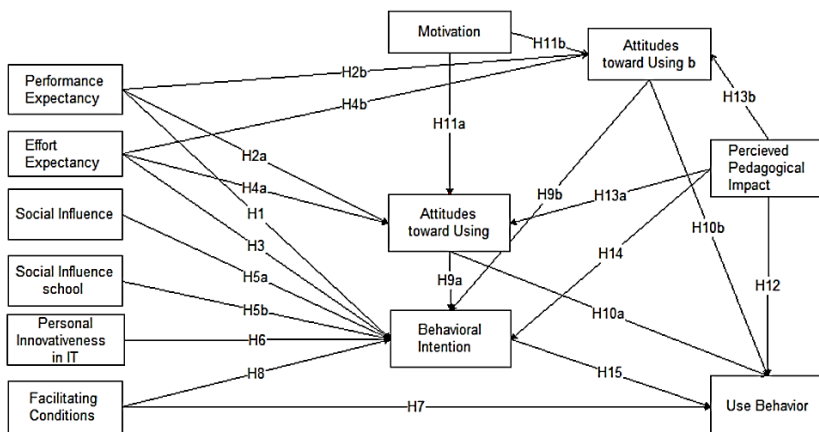 Motivation
H11b
Attitudes
toward Using b
Performance
Expectancy
H2b
H4b
H13b
H11a
Effort
Expectancy
H2a
H4a
Percieved
Pedagogical
Impact
Social Influence
H1
H3
Attitudes
toward Using
H13a
H9b
H10b
H14
H5a
H9a
H12
Social Influence
school
H5b
H10a
Personal
Innovativeness
in IT
H6
Behavioral
Intention
H8
H15
Facilitating
Conditions
H7
Use Behavior